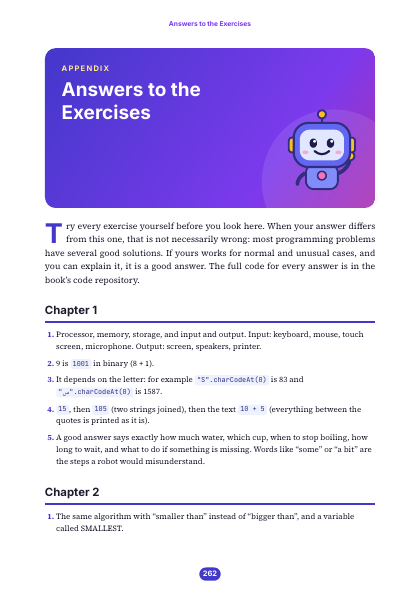 Answers to the Exercises
APPENDIX
Answers to the
Exercises
Try every exercise yourself before you look here. When your answer differs
from this one, that is not necessarily wrong: most programming problems
have several good solutions. If yours works for normal and unusual cases, and
you can explain it, it is a good answer. The full code for every answer is in the
book's code repository.
Chapter 1
1. Processor, memory, storage, and input and output. Input: keyboard, mouse, touch
screen, microphone. Output: screen, speakers, printer.
2. 9 is 1001 in binary (8 + 1).
3. It depends on the letter: for example "S".charCodeAt(0) is 83 and
"س".charCodeAt(0) is 1587.
4. 15, then 105 (two strings joined), then the text 10 + 5 (everything between the
quotes is printed as it is).
5. A good answer says exactly how much water, which cup, when to stop boiling, how
long to wait, and what to do if something is missing. Words like “some” or “a bit” are
the steps a robot would misunderstand.
Chapter 2
1. The same algorithm with “smaller than” instead of “bigger than”, and a variable
called SMALLEST.
262